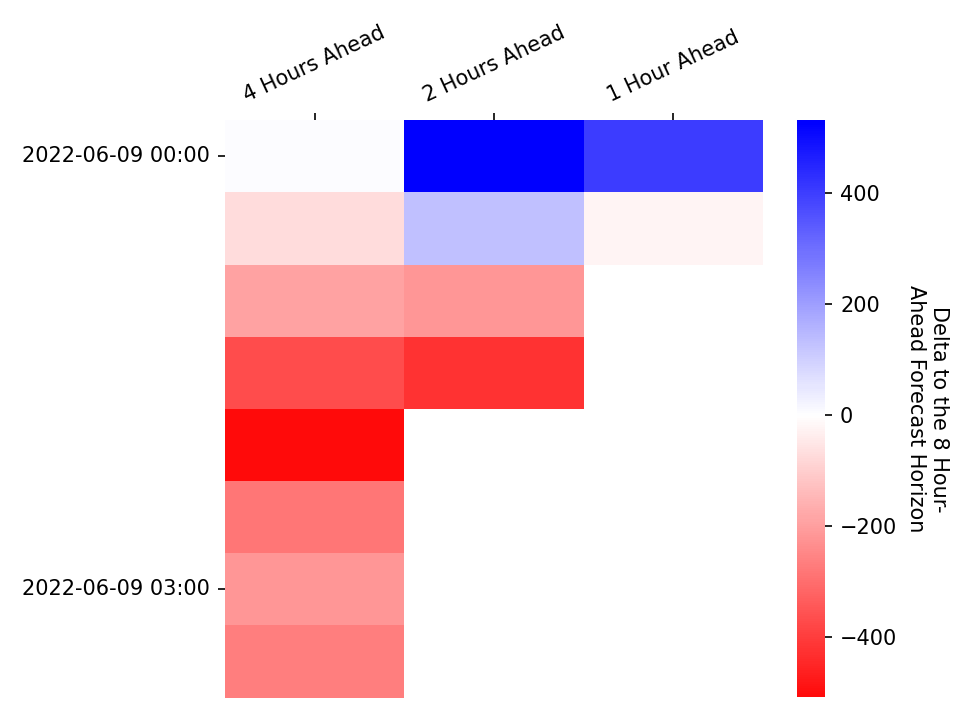 4 Hours Ahead
2 Hours Ahead
1 Hour Ahead
2022-06-09 00:00
2022-06-09 03:00
400
200
0
−200
−400
Delta to the 8 Hour-
Ahead Forecast Horizon